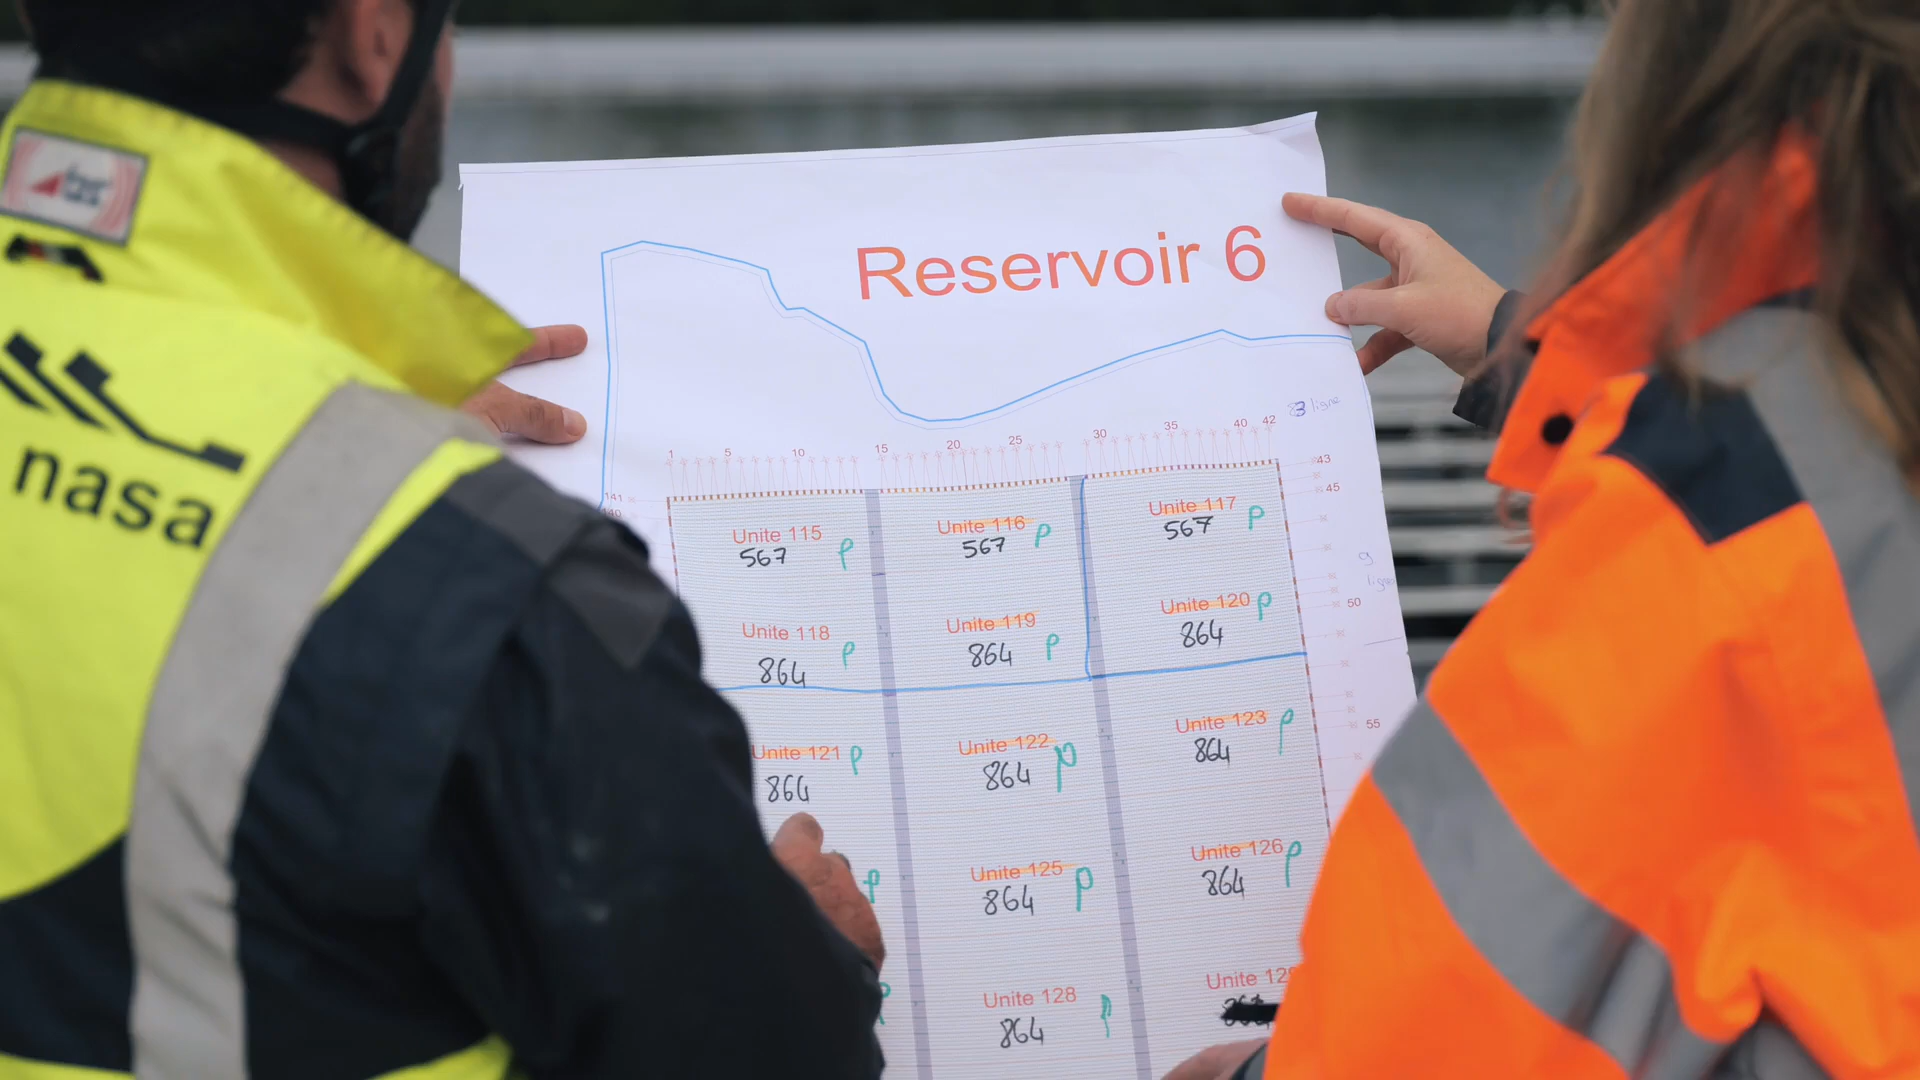 nasa
Reservoir 6
1 5 10 15 20 25 30 35 40 42
ligne
43
45
141
Unite 115 Unite 116 Unite 117
567 P 567 P 567 P
50
Unite 118 Unite 119 Unite 120
864 P 864 P 864 P
55
Unite 121 Unite 122 Unite 123
864 P 864 P 864 P
Unite 125 Unite 126
P 864 P 864 P
Unite 128
864 P